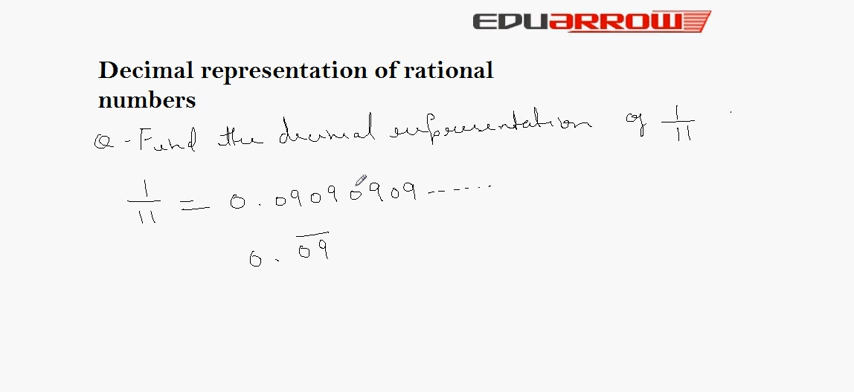 EDUARROW
Decimal representation of rational
numbers
Q - Find the decimal representation of 1/11
1/11 = 0.09090909------
0.\overline{09}